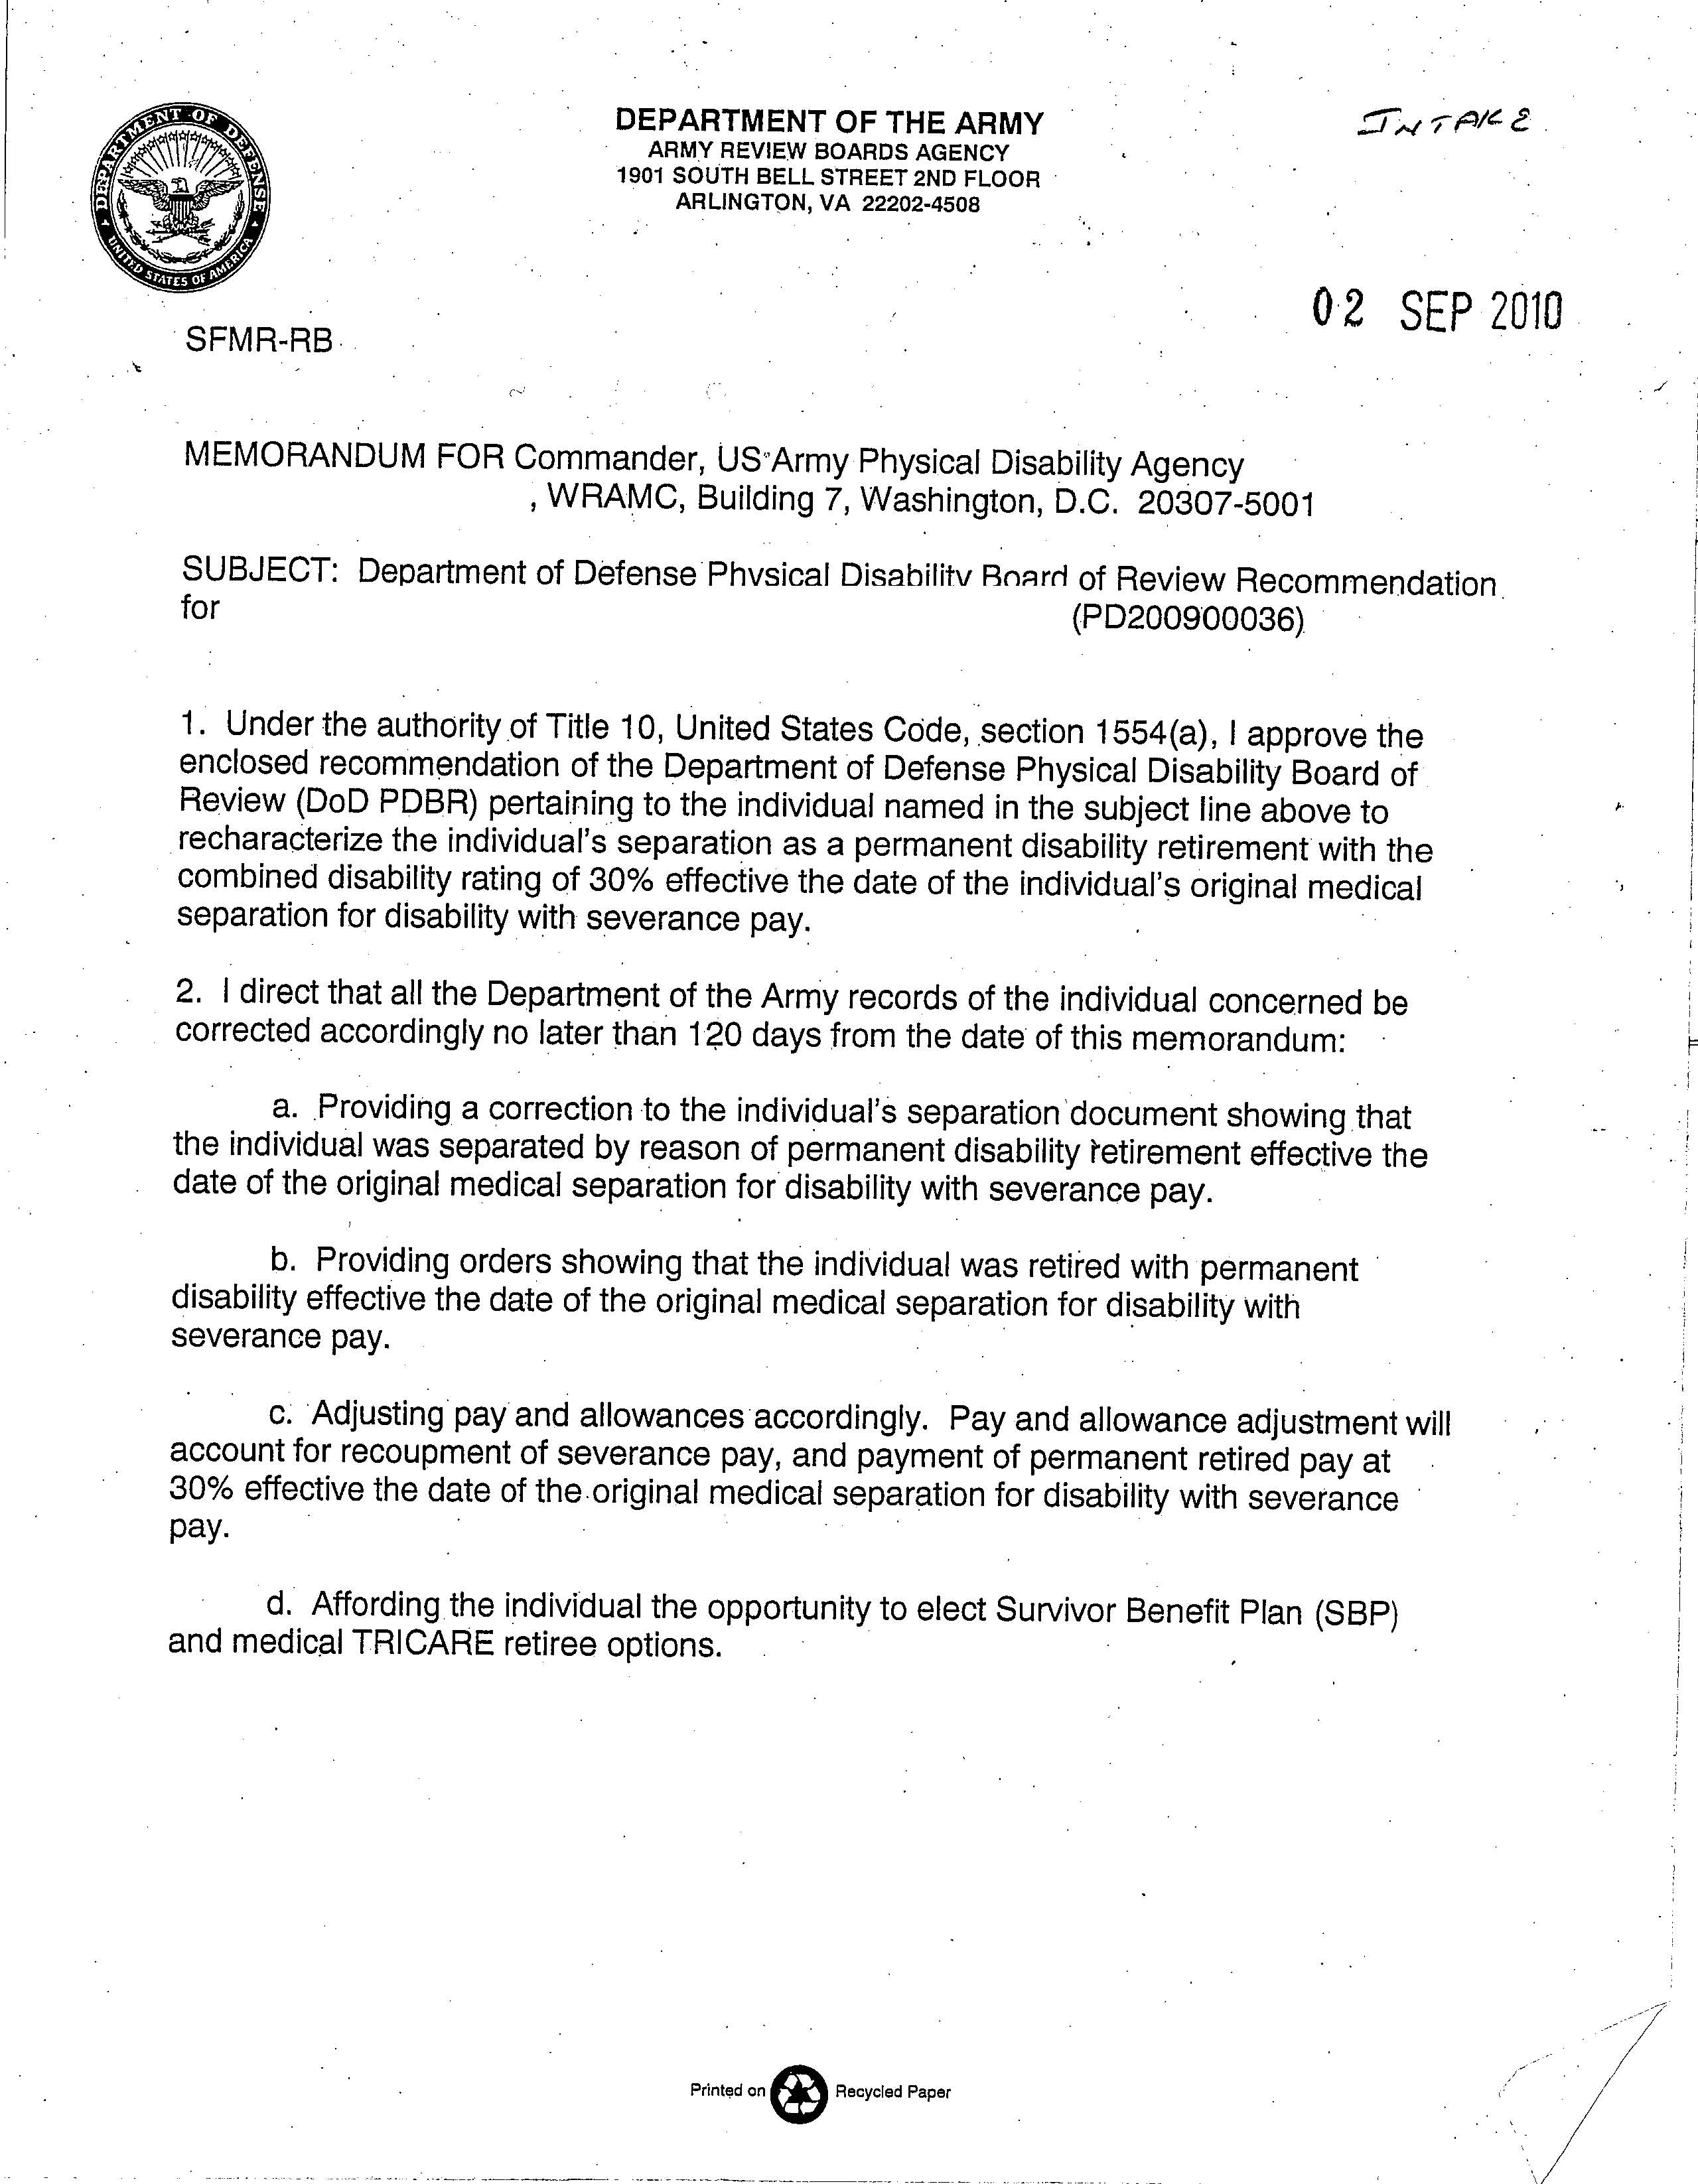 DEPARTMENT OF DEFENSE
UNITED STATES OF AMERICA
DEPARTMENT OF THE ARMY
ARMY REVIEW BOARDS AGENCY
1901 SOUTH BELL STREET 2ND FLOOR
ARLINGTON, VA 22202-4508
INTAKE
02 SEP 2010
SFMR-RB
MEMORANDUM FOR Commander, US Army Physical Disability Agency
, WRAMC, Building 7, Washington, D.C. 20307-5001
SUBJECT: Department of Defense Physical Disability Board of Review Recommendation
for (PD200900036)
1. Under the authority of Title 10, United States Code, section 1554(a), I approve the
enclosed recommendation of the Department of Defense Physical Disability Board of
Review (DoD PDBR) pertaining to the individual named in the subject line above to
recharacterize the individual's separation as a permanent disability retirement with the
combined disability rating of 30% effective the date of the individual's original medical
separation for disability with severance pay.
2. I direct that all the Department of the Army records of the individual concerned be
corrected accordingly no later than 120 days from the date of this memorandum:
a. Providing a correction to the individual's separation document showing that
the individual was separated by reason of permanent disability retirement effective the
date of the original medical separation for disability with severance pay.
b. Providing orders showing that the individual was retired with permanent
disability effective the date of the original medical separation for disability with
severance pay.
c. Adjusting pay and allowances accordingly. Pay and allowance adjustment will
account for recoupment of severance pay, and payment of permanent retired pay at
30% effective the date of the original medical separation for disability with severance
pay.
d. Affording the individual the opportunity to elect Survivor Benefit Plan (SBP)
and medical TRICARE retiree options.
Printed on Recycled Paper